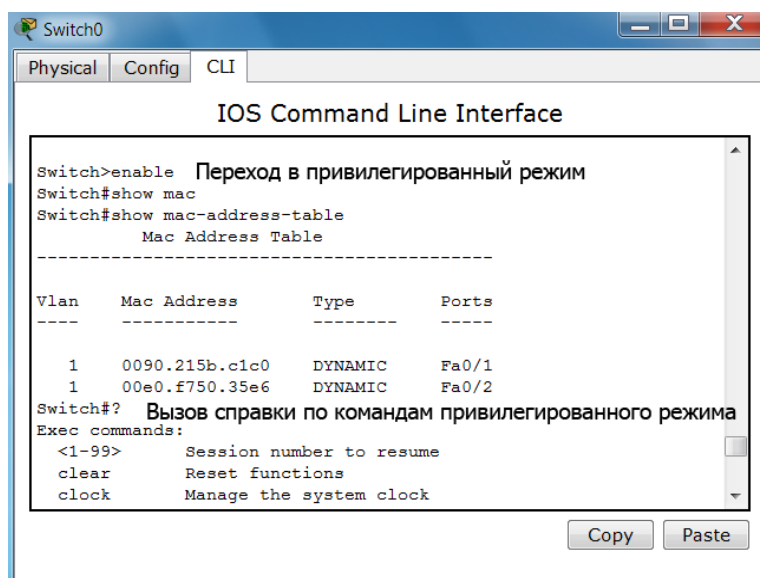 Switch0
Physical Config CLI
IOS Command Line Interface
Switch>enable Переход в привилегированный режим
Switch#show mac
Switch#show mac-address-table
Mac Address Table
-------------------------------------------
Vlan Mac Address Type Ports
---- ----------- -------- -----
1 0090.215b.c1c0 DYNAMIC Fa0/1
1 00e0.f750.35e6 DYNAMIC Fa0/2
Switch#? Вызов справки по командам привилегированного режима
Exec commands:
<1-99> Session number to resume
clear Reset functions
clock Manage the system clock
Copy Paste